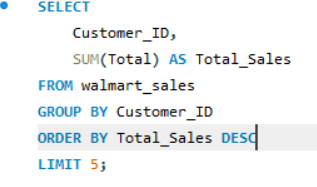 SELECT
    Customer_ID,
    SUM(Total) AS Total_Sales
FROM walmart_sales
GROUP BY Customer_ID
ORDER BY Total_Sales DESC
LIMIT 5;